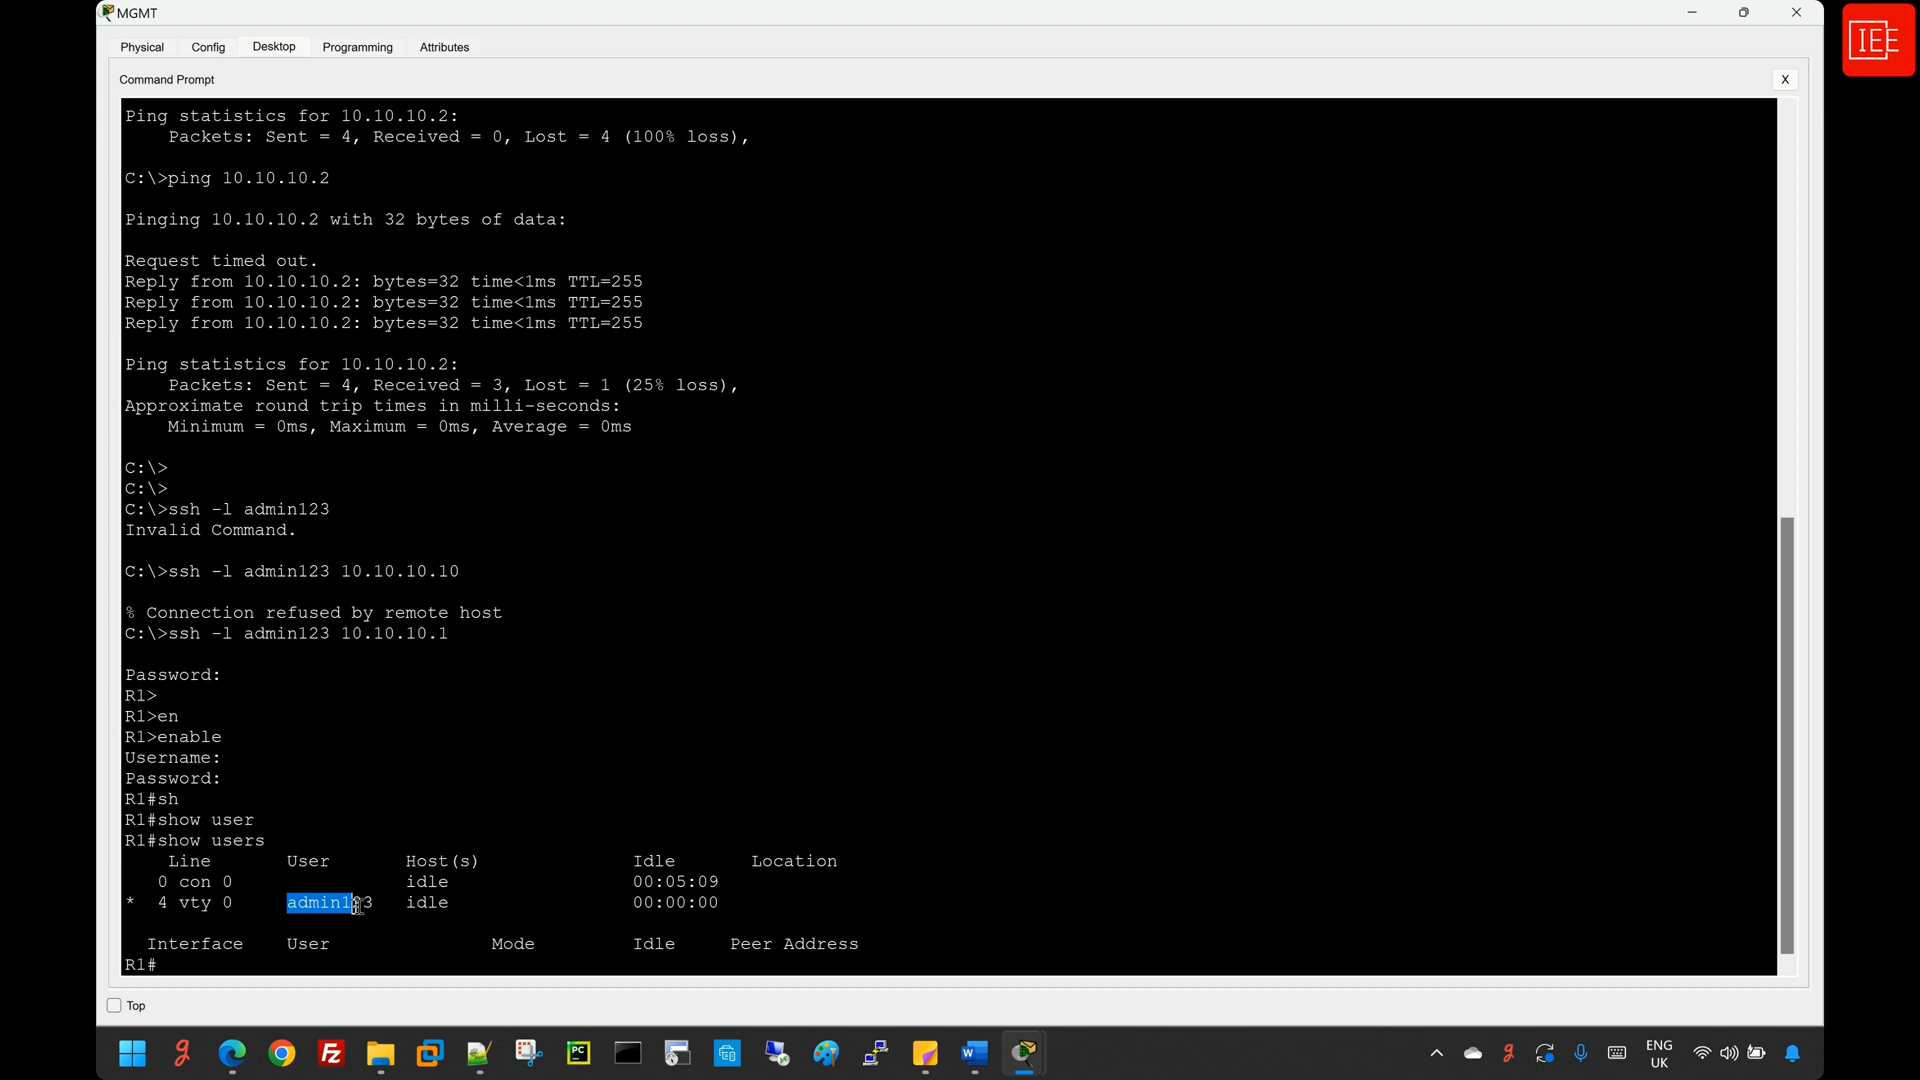 MGMT
IEE
Physical Config Desktop Programming Attributes
Command Prompt
X
Ping statistics for 10.10.10.2:
Packets: Sent = 4, Received = 0, Lost = 4 (100% loss),
C:\>ping 10.10.10.2
Pinging 10.10.10.2 with 32 bytes of data:
Request timed out.
Reply from 10.10.10.2: bytes=32 time<1ms TTL=255
Reply from 10.10.10.2: bytes=32 time<1ms TTL=255
Reply from 10.10.10.2: bytes=32 time<1ms TTL=255
Ping statistics for 10.10.10.2:
Packets: Sent = 4, Received = 3, Lost = 1 (25% loss),
Approximate round trip times in milli-seconds:
Minimum = 0ms, Maximum = 0ms, Average = 0ms
C:\>
C:\>
C:\>ssh -l admin123
Invalid Command.
C:\>ssh -l admin123 10.10.10.10
% Connection refused by remote host
C:\>ssh -l admin123 10.10.10.1
Password:
R1>
R1>en
R1>enable
Username:
Password:
R1#sh
R1#show user
R1#show users
Line User Host(s) Idle Location
0 con 0 idle 00:05:09
* 4 vty 0 admin123 idle 00:00:00
Interface User Mode Idle Peer Address
R1#
Top
PC
ENG
UK